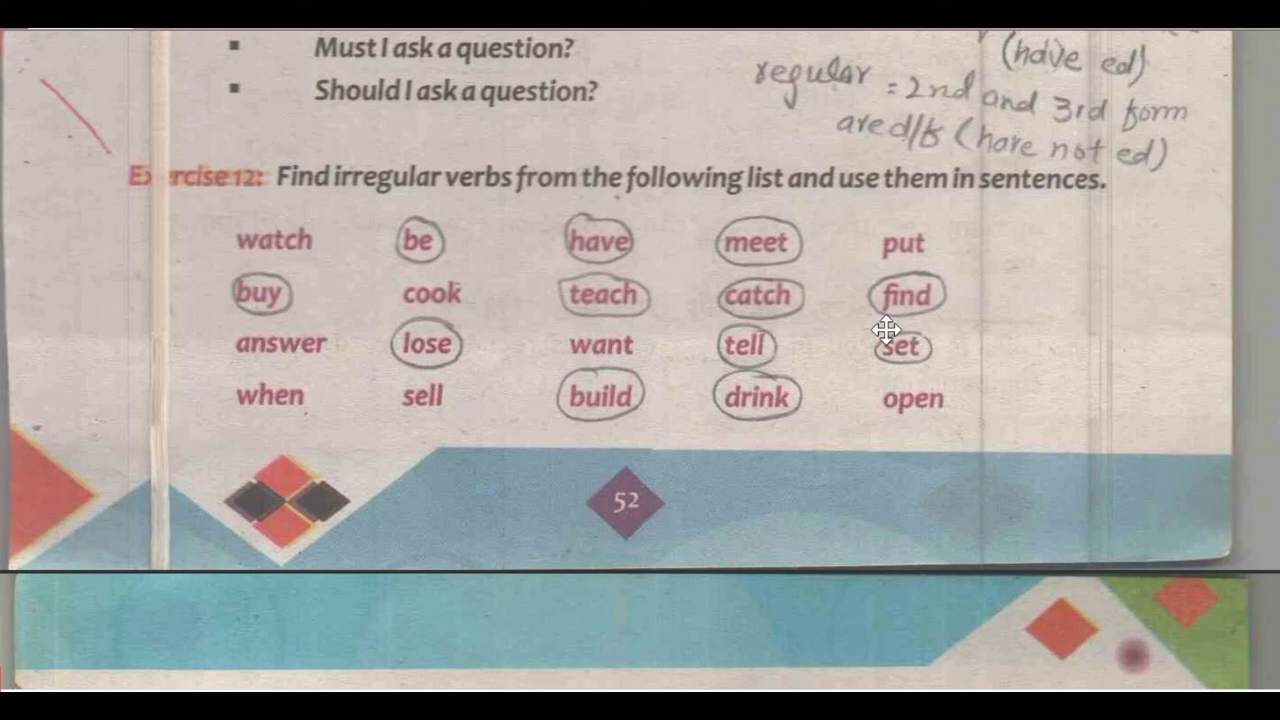 Must I ask a question?
Should I ask a question?
(have ed)
regular = 2nd and 3rd form
are d/f (have not ed)
Exercise 12: Find irregular verbs from the following list and use them in sentences.
watch be have meet put
buy cook teach catch find
answer lose want tell set
when sell build drink open
52